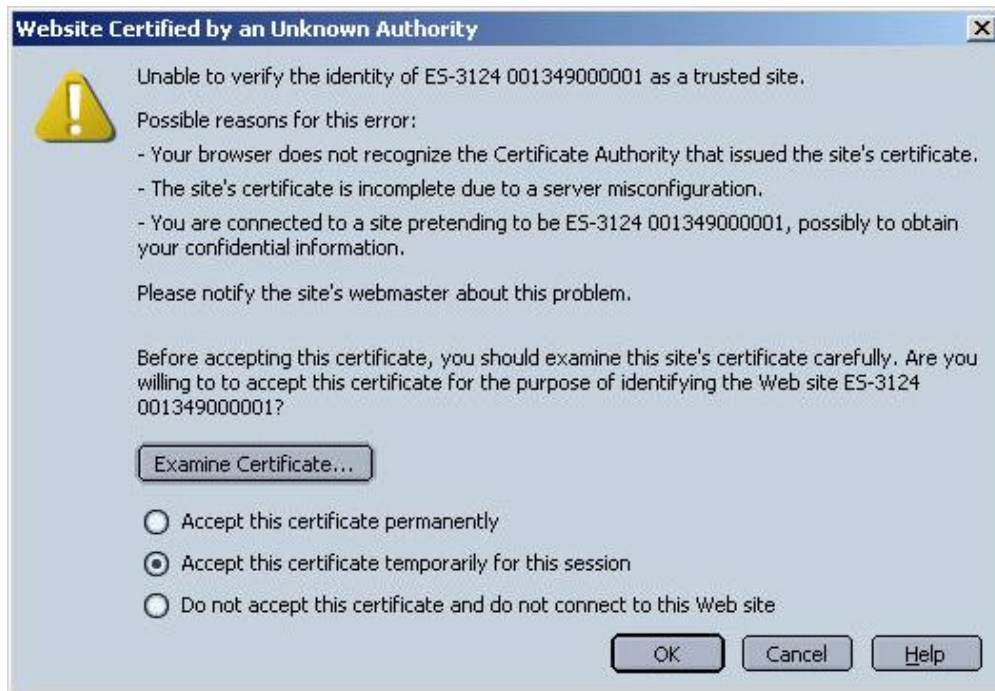 Website Certified by an Unknown Authority
Unable to verify the identity of ES-3124 001349000001 as a trusted site.
Possible reasons for this error:
- Your browser does not recognize the Certificate Authority that issued the site's certificate.
- The site's certificate is incomplete due to a server misconfiguration.
- You are connected to a site pretending to be ES-3124 001349000001, possibly to obtain
your confidential information.
Please notify the site's webmaster about this problem.
Before accepting this certificate, you should examine this site's certificate carefully. Are you
willing to to accept this certificate for the purpose of identifying the Web site ES-3124
001349000001?
Examine Certificate...
Accept this certificate permanently
Accept this certificate temporarily for this session
Do not accept this certificate and do not connect to this Web site
OK Cancel Help